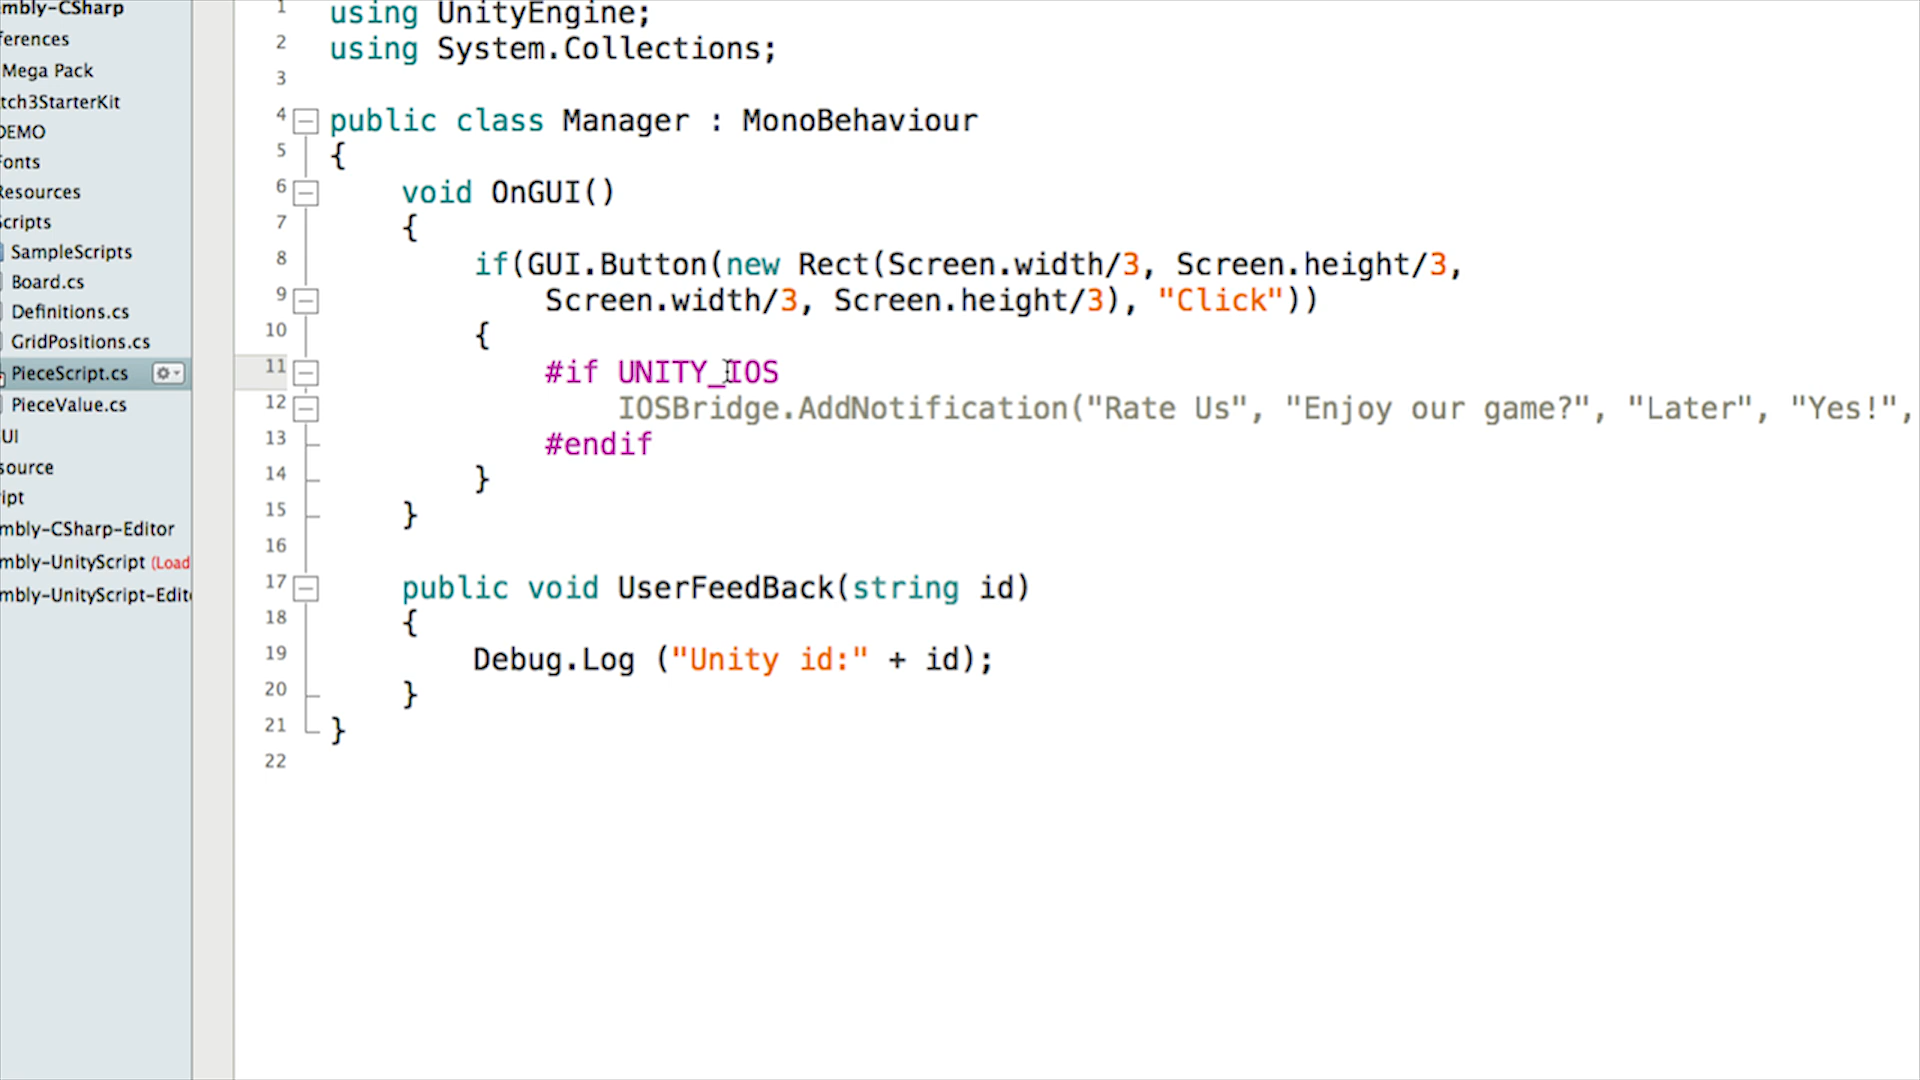 mbly-CSharp
ferences
Mega Pack
tch3StarterKit
DEMO
Fonts
Resources
Scripts
SampleScripts
Board.cs
Definitions.cs
GridPositions.cs
PieceScript.cs
PieceValue.cs
UI
source
ipt
mbly-CSharp-Editor
mbly-UnityScript (Load
mbly-UnityScript-Edit
1 using UnityEngine;
2 using System.Collections;
3
4 public class Manager : MonoBehaviour
5 {
6 void OnGUI()
7 {
8 if(GUI.Button(new Rect(Screen.width/3, Screen.height/3,
9 Screen.width/3, Screen.height/3), "Click"))
10 {
11 #if UNITY_IOS
12 IOSBridge.AddNotification("Rate Us", "Enjoy our game?", "Later", "Yes!",
13 #endif
14 }
15 }
16
17 public void UserFeedBack(string id)
18 {
19 Debug.Log ("Unity id:" + id);
20 }
21 }
22